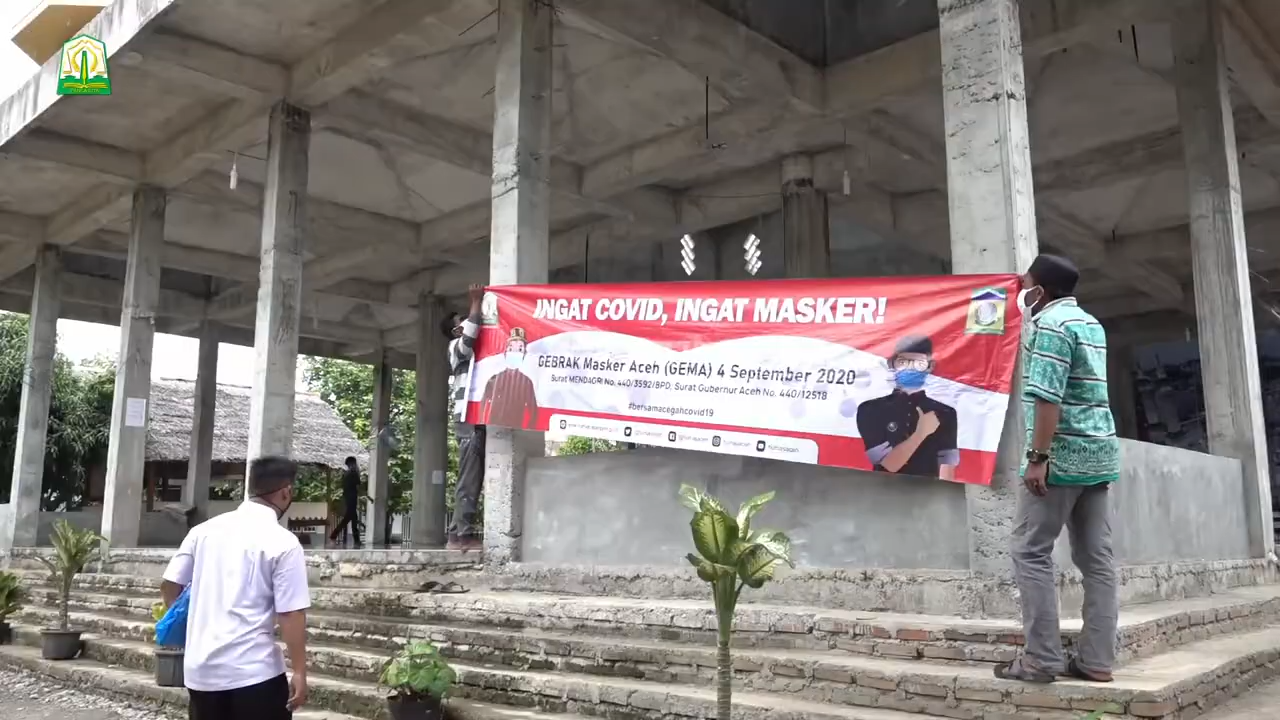 INGAT COVID, INGAT MASKER!
GEBRAK Masker Aceh (GEMA) 4 September 2020
Surat MENDAGRI No. 440/3592/BPD, Surat Gubernur Aceh No. 440/12518
#bersamacegahcovid19